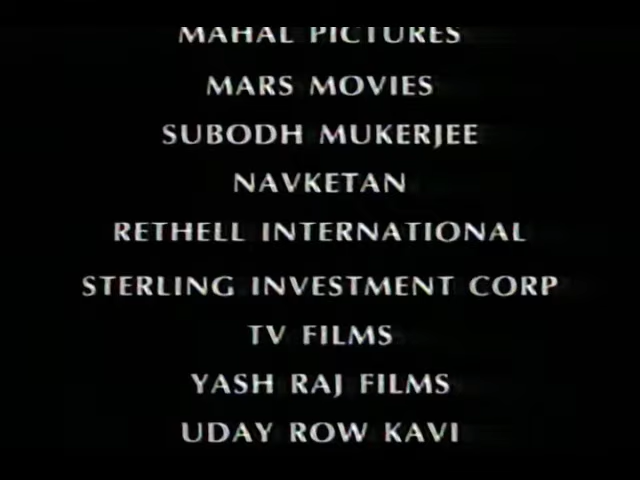 MAHAL PICTURES
MARS MOVIES
SUBODH MUKERJEE
NAVKETAN
RETHELL INTERNATIONAL
STERLING INVESTMENT CORP
TV FILMS
YASH RAJ FILMS
UDAY ROW KAVI